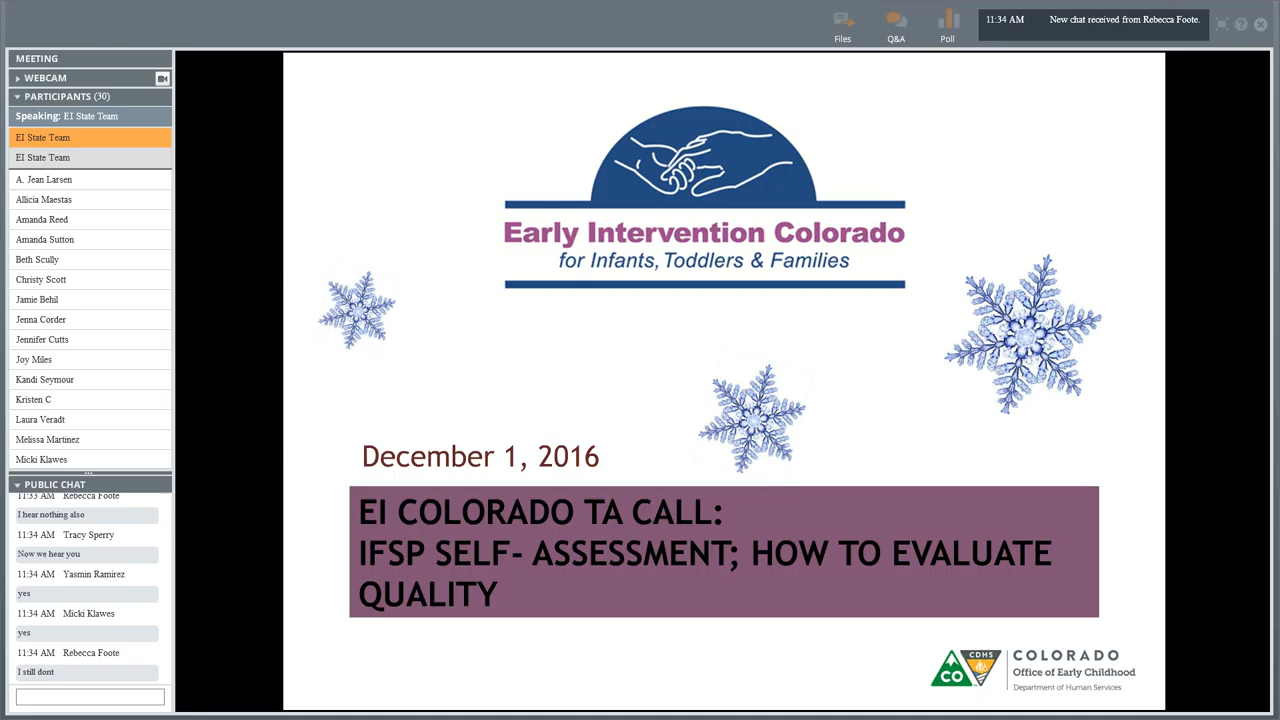 Files
Q&A
Poll
11:34 AM New chat received from Rebecca Foote.
MEETING
WEBCAM
PARTICIPANTS (30)
Speaking: EI State Team
EI State Team
EI State Team
A. Jean Larsen
Allicia Maestas
Amanda Reed
Amanda Sutton
Beth Scully
Christy Scott
Jamie Behil
Jenna Corder
Jennifer Cutts
Joy Miles
Kandi Seymour
Kristen C
Laura Veradt
Melissa Martinez
Micki Klawes
PUBLIC CHAT
11:33 AM Rebecca Foote
I hear nothing also
11:34 AM Tracy Sperry
Now we hear you
11:34 AM Yasmin Ramirez
yes
11:34 AM Micki Klawes
yes
11:34 AM Rebecca Foote
I still dont
Early Intervention Colorado
for Infants, Toddlers & Families
December 1, 2016
EI COLORADO TA CALL:
IFSP SELF- ASSESSMENT; HOW TO EVALUATE
QUALITY
CO
CDHS
COLORADO
Office of Early Childhood
Department of Human Services